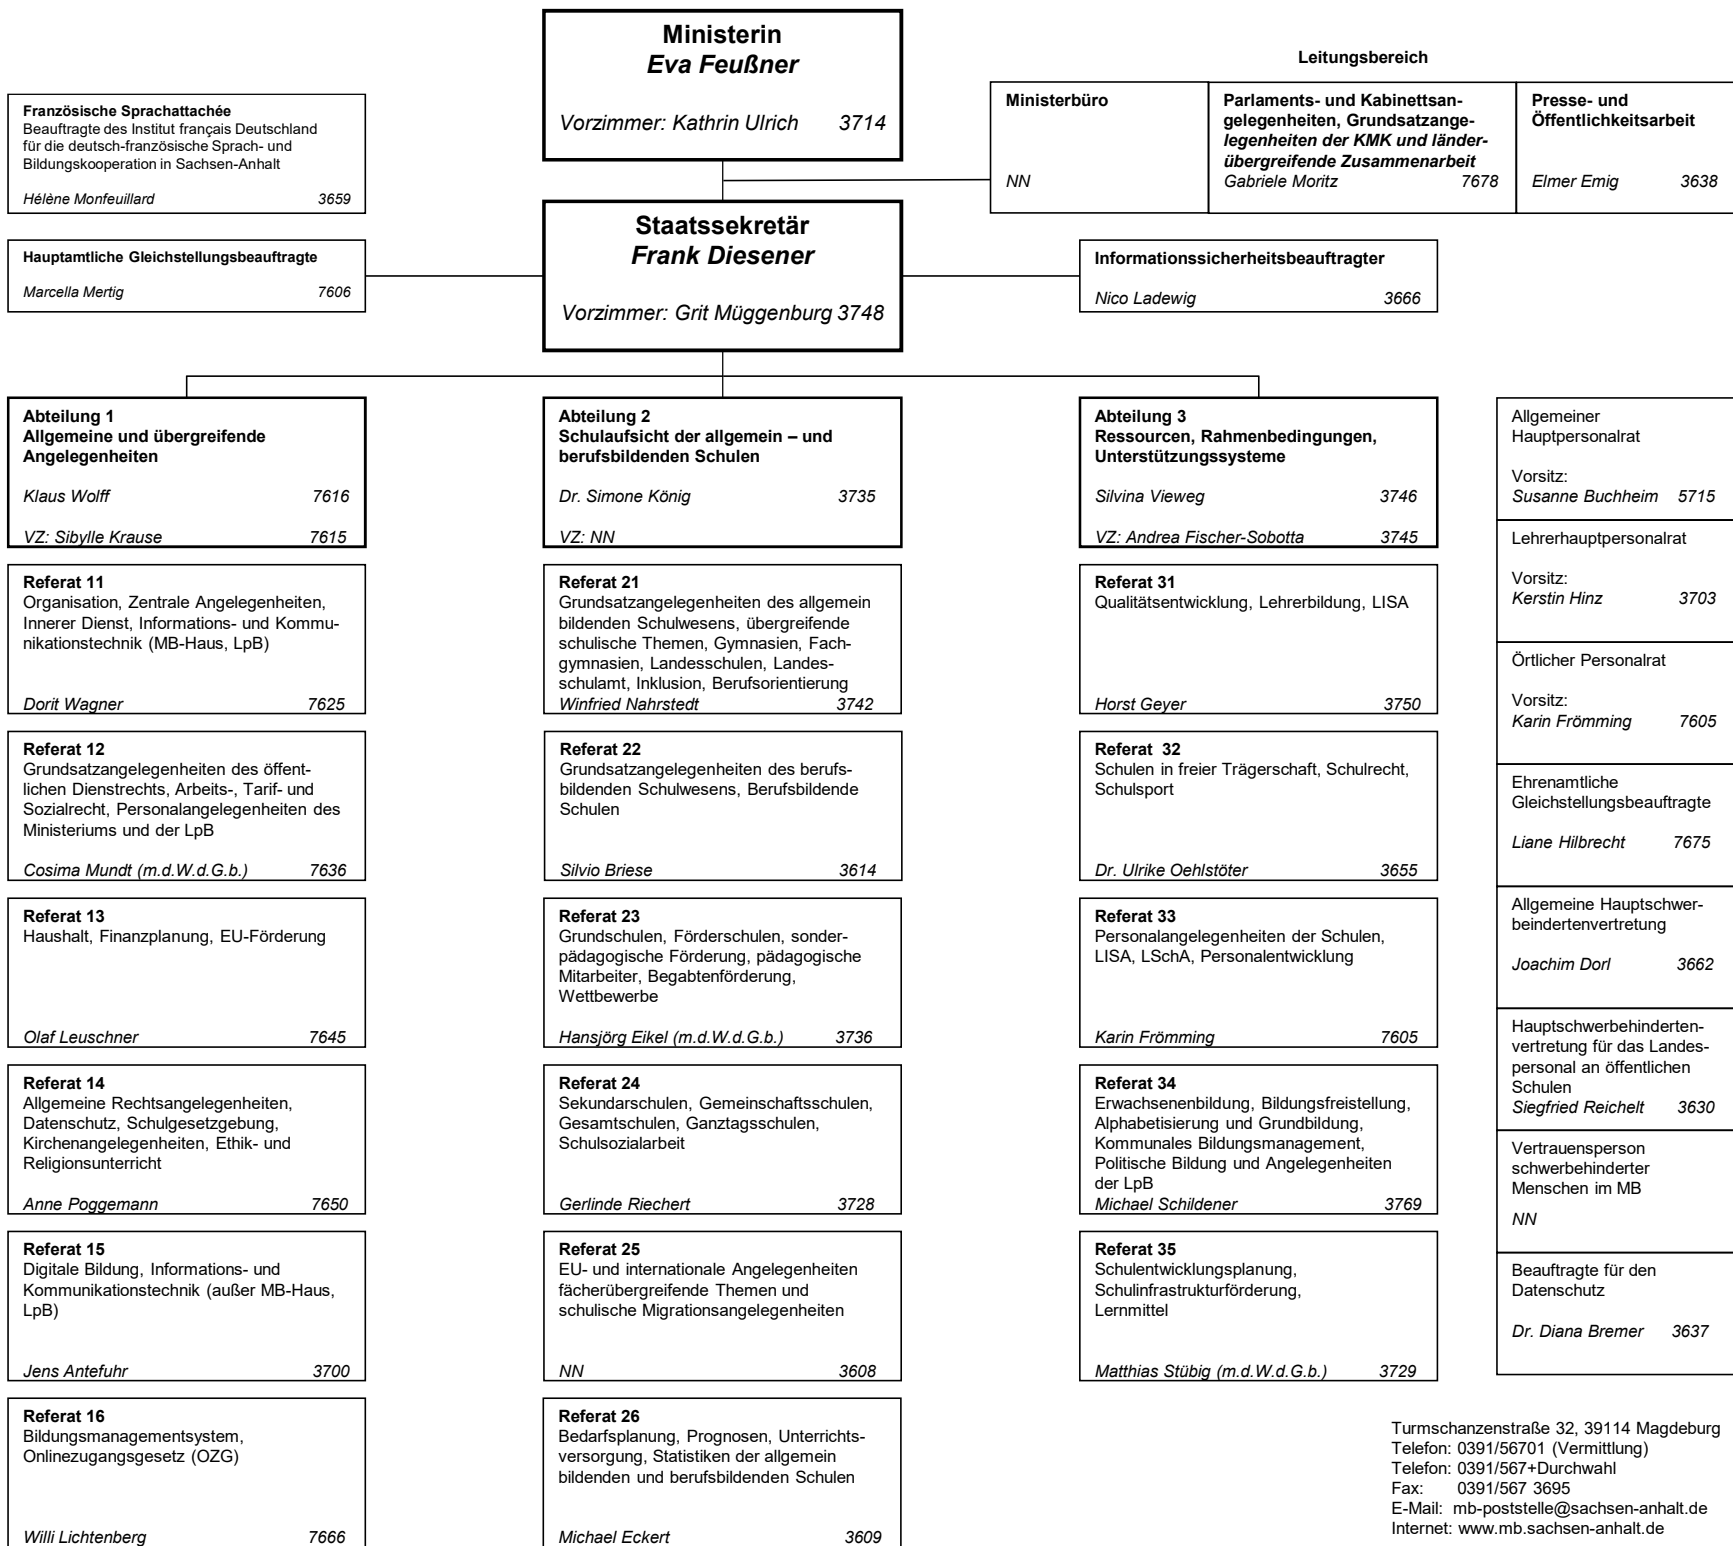 Ministerin
Eva Feußner
Vorzimmer: Kathrin Ulrich 3714
Leitungsbereich
Französische Sprachattachée
Beauftragte des Institut français Deutschland
für die deutsch-französische Sprach- und
Bildungskooperation in Sachsen-Anhalt
Hélène Monfeuillard 3659
Ministerbüro
NN
Parlaments- und Kabinettsan-
gelegenheiten, Grundsatzange-
legenheiten der KMK und länder-
übergreifende Zusammenarbeit
Gabriele Moritz 7678
Presse- und
Öffentlichkeitsarbeit
Elmer Emig 3638
Staatssekretär
Frank Diesener
Vorzimmer: Grit Müggenburg 3748
Hauptamtliche Gleichstellungsbeauftragte
Marcella Mertig 7606
Informationssicherheitsbeauftragter
Nico Ladewig 3666
Abteilung 1
Allgemeine und übergreifende
Angelegenheiten
Klaus Wolff 7616
VZ: Sibylle Krause 7615
Referat 11
Organisation, Zentrale Angelegenheiten,
Innerer Dienst, Informations- und Kommu-
nikationstechnik (MB-Haus, LpB)
Dorit Wagner 7625
Referat 12
Grundsatzangelegenheiten des öffent-
lichen Dienstrechts, Arbeits-, Tarif- und
Sozialrecht, Personalangelegenheiten des
Ministeriums und der LpB
Cosima Mundt (m.d.W.d.G.b.) 7636
Referat 13
Haushalt, Finanzplanung, EU-Förderung
Olaf Leuschner 7645
Referat 14
Allgemeine Rechtsangelegenheiten,
Datenschutz, Schulgesetzgebung,
Kirchenangelegenheiten, Ethik- und
Religionsunterricht
Anne Poggemann 7650
Referat 15
Digitale Bildung, Informations- und
Kommunikationstechnik (außer MB-Haus,
LpB)
Jens Antefuhr 3700
Referat 16
Bildungsmanagementsystem,
Onlinezugangsgesetz (OZG)
Willi Lichtenberg 7666
Abteilung 2
Schulaufsicht der allgemein – und
berufsbildenden Schulen
Dr. Simone König 3735
VZ: NN
Referat 21
Grundsatzangelegenheiten des allgemein
bildenden Schulwesens, übergreifende
schulische Themen, Gymnasien, Fach-
gymnasien, Landesschulen, Landes-
schulamt, Inklusion, Berufsorientierung
Winfried Nahrstedt 3742
Referat 22
Grundsatzangelegenheiten des berufs-
bildenden Schulwesens, Berufsbildende
Schulen
Silvio Briese 3614
Referat 23
Grundschulen, Förderschulen, sonder-
pädagogische Förderung, pädagogische
Mitarbeiter, Begabtenförderung,
Wettbewerbe
Hansjörg Eikel (m.d.W.d.G.b.) 3736
Referat 24
Sekundarschulen, Gemeinschaftsschulen,
Gesamtschulen, Ganztagsschulen,
Schulsozialarbeit
Gerlinde Riechert 3728
Referat 25
EU- und internationale Angelegenheiten
fächerübergreifende Themen und
schulische Migrationsangelegenheiten
NN 3608
Referat 26
Bedarfsplanung, Prognosen, Unterrichts-
versorgung, Statistiken der allgemein
bildenden und berufsbildenden Schulen
Michael Eckert 3609
Abteilung 3
Ressourcen, Rahmenbedingungen,
Unterstützungssysteme
Silvina Vieweg 3746
VZ: Andrea Fischer-Sobotta 3745
Referat 31
Qualitätsentwicklung, Lehrerbildung, LISA
Horst Geyer 3750
Referat 32
Schulen in freier Trägerschaft, Schulrecht,
Schulsport
Dr. Ulrike Oehlstöter 3655
Referat 33
Personalangelegenheiten der Schulen,
LISA, LSchA, Personalentwicklung
Karin Frömming 7605
Referat 34
Erwachsenenbildung, Bildungsfreistellung,
Alphabetisierung und Grundbildung,
Kommunales Bildungsmanagement,
Politische Bildung und Angelegenheiten
der LpB
Michael Schildener 3769
Referat 35
Schulentwicklungsplanung,
Schulinfrastrukturförderung,
Lernmittel
Matthias Stübig (m.d.W.d.G.b.) 3729
Allgemeiner
Hauptpersonalrat
Vorsitz:
Susanne Buchheim 5715
Lehrerhauptpersonalrat
Vorsitz:
Kerstin Hinz 3703
Örtlicher Personalrat
Vorsitz:
Karin Frömming 7605
Ehrenamtliche
Gleichstellungsbeauftragte
Liane Hilbrecht 7675
Allgemeine Hauptschwer-
beindertenvertretung
Joachim Dorl 3662
Hauptschwerbehinderten-
vertretung für das Landes-
personal an öffentlichen
Schulen
Siegfried Reichelt 3630
Vertrauensperson
schwerbehinderter
Menschen im MB
NN
Beauftragte für den
Datenschutz
Dr. Diana Bremer 3637
Turmschanzenstraße 32, 39114 Magdeburg
Telefon: 0391/56701 (Vermittlung)
Telefon: 0391/567+Durchwahl
Fax: 0391/567 3695
E-Mail: mb-poststelle@sachsen-anhalt.de
Internet: www.mb.sachsen-anhalt.de